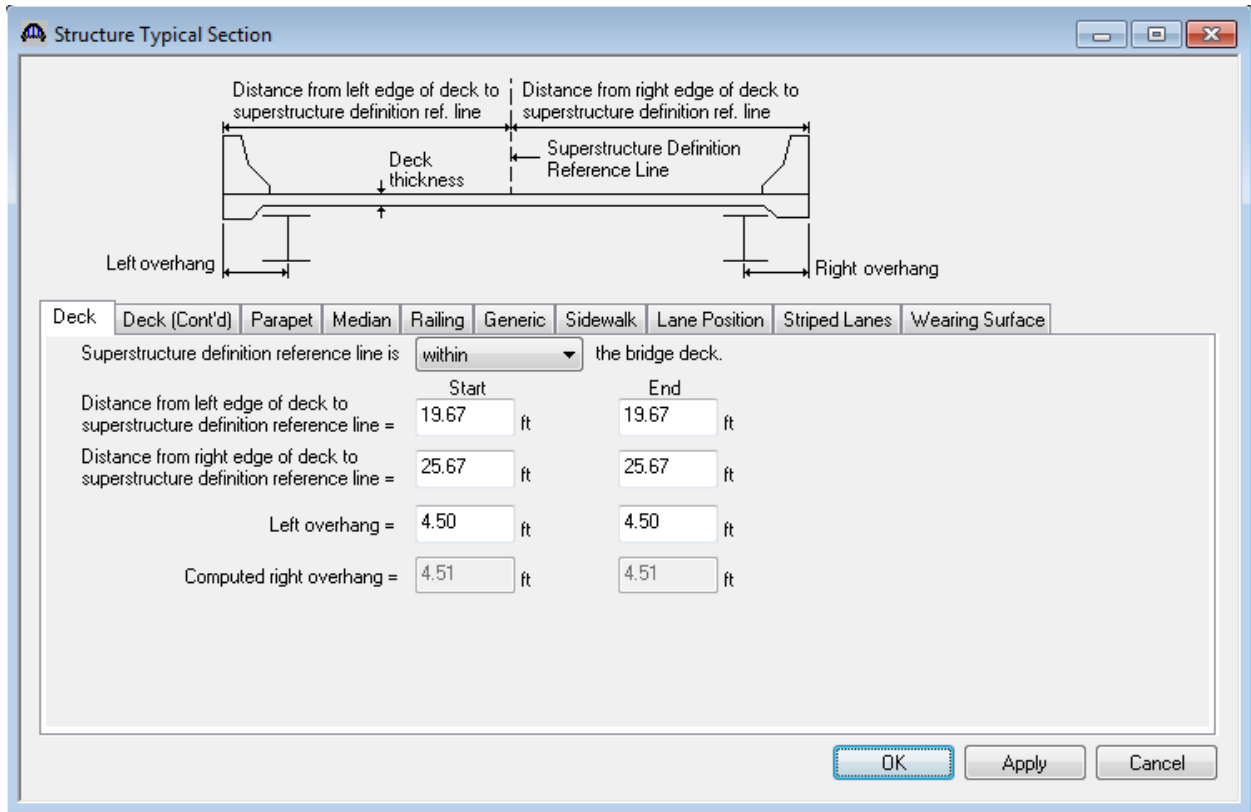 Structure Typical Section
Distance from left edge of deck to
superstructure definition ref. line
Distance from right edge of deck to
superstructure definition ref. line
Deck
thickness
Superstructure Definition
Reference Line
Left overhang
Right overhang
Deck Deck (Cont'd) Parapet Median Railing Generic Sidewalk Lane Position Striped Lanes Wearing Surface
Superstructure definition reference line is within the bridge deck.
Start End
Distance from left edge of deck to
superstructure definition reference line = 19.67 ft 19.67 ft
Distance from right edge of deck to
superstructure definition reference line = 25.67 ft 25.67 ft
Left overhang = 4.50 ft 4.50 ft
Computed right overhang = 4.51 ft 4.51 ft
OK Apply Cancel